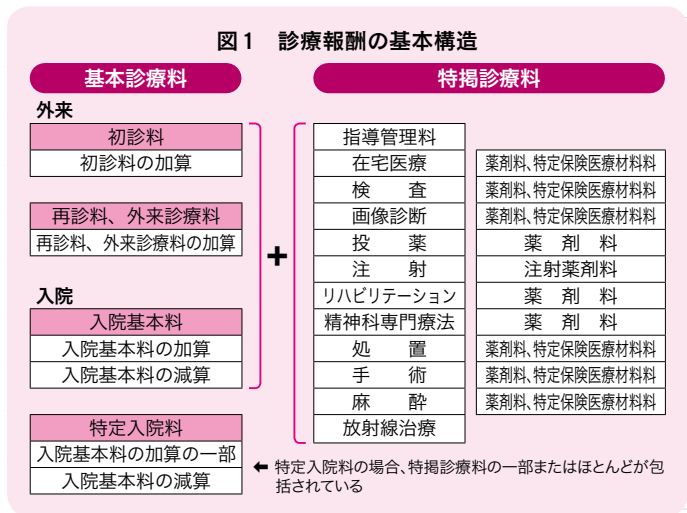 図1 診療報酬の基本構造
基本診療料
外来
初診料
初診料の加算
再診料、外来診療料
再診料、外来診療料の加算
入院
入院基本料
入院基本料の加算
入院基本料の減算
特定入院料
入院基本料の加算の一部
入院基本料の減算
+
特掲診療料
指導管理料
在宅医療 薬剤料、特定保険医療材料料
検査 薬剤料、特定保険医療材料料
画像診断 薬剤料、特定保険医療材料料
投薬 薬剤料
注射 注射薬剤料
リハビリテーション 薬剤料
精神科専門療法 薬剤料
処置 薬剤料、特定保険医療材料料
手術 薬剤料、特定保険医療材料料
麻酔 薬剤料、特定保険医療材料料
放射線治療
← 特定入院料の場合、特掲診療料の一部またはほとんどが包
括されている